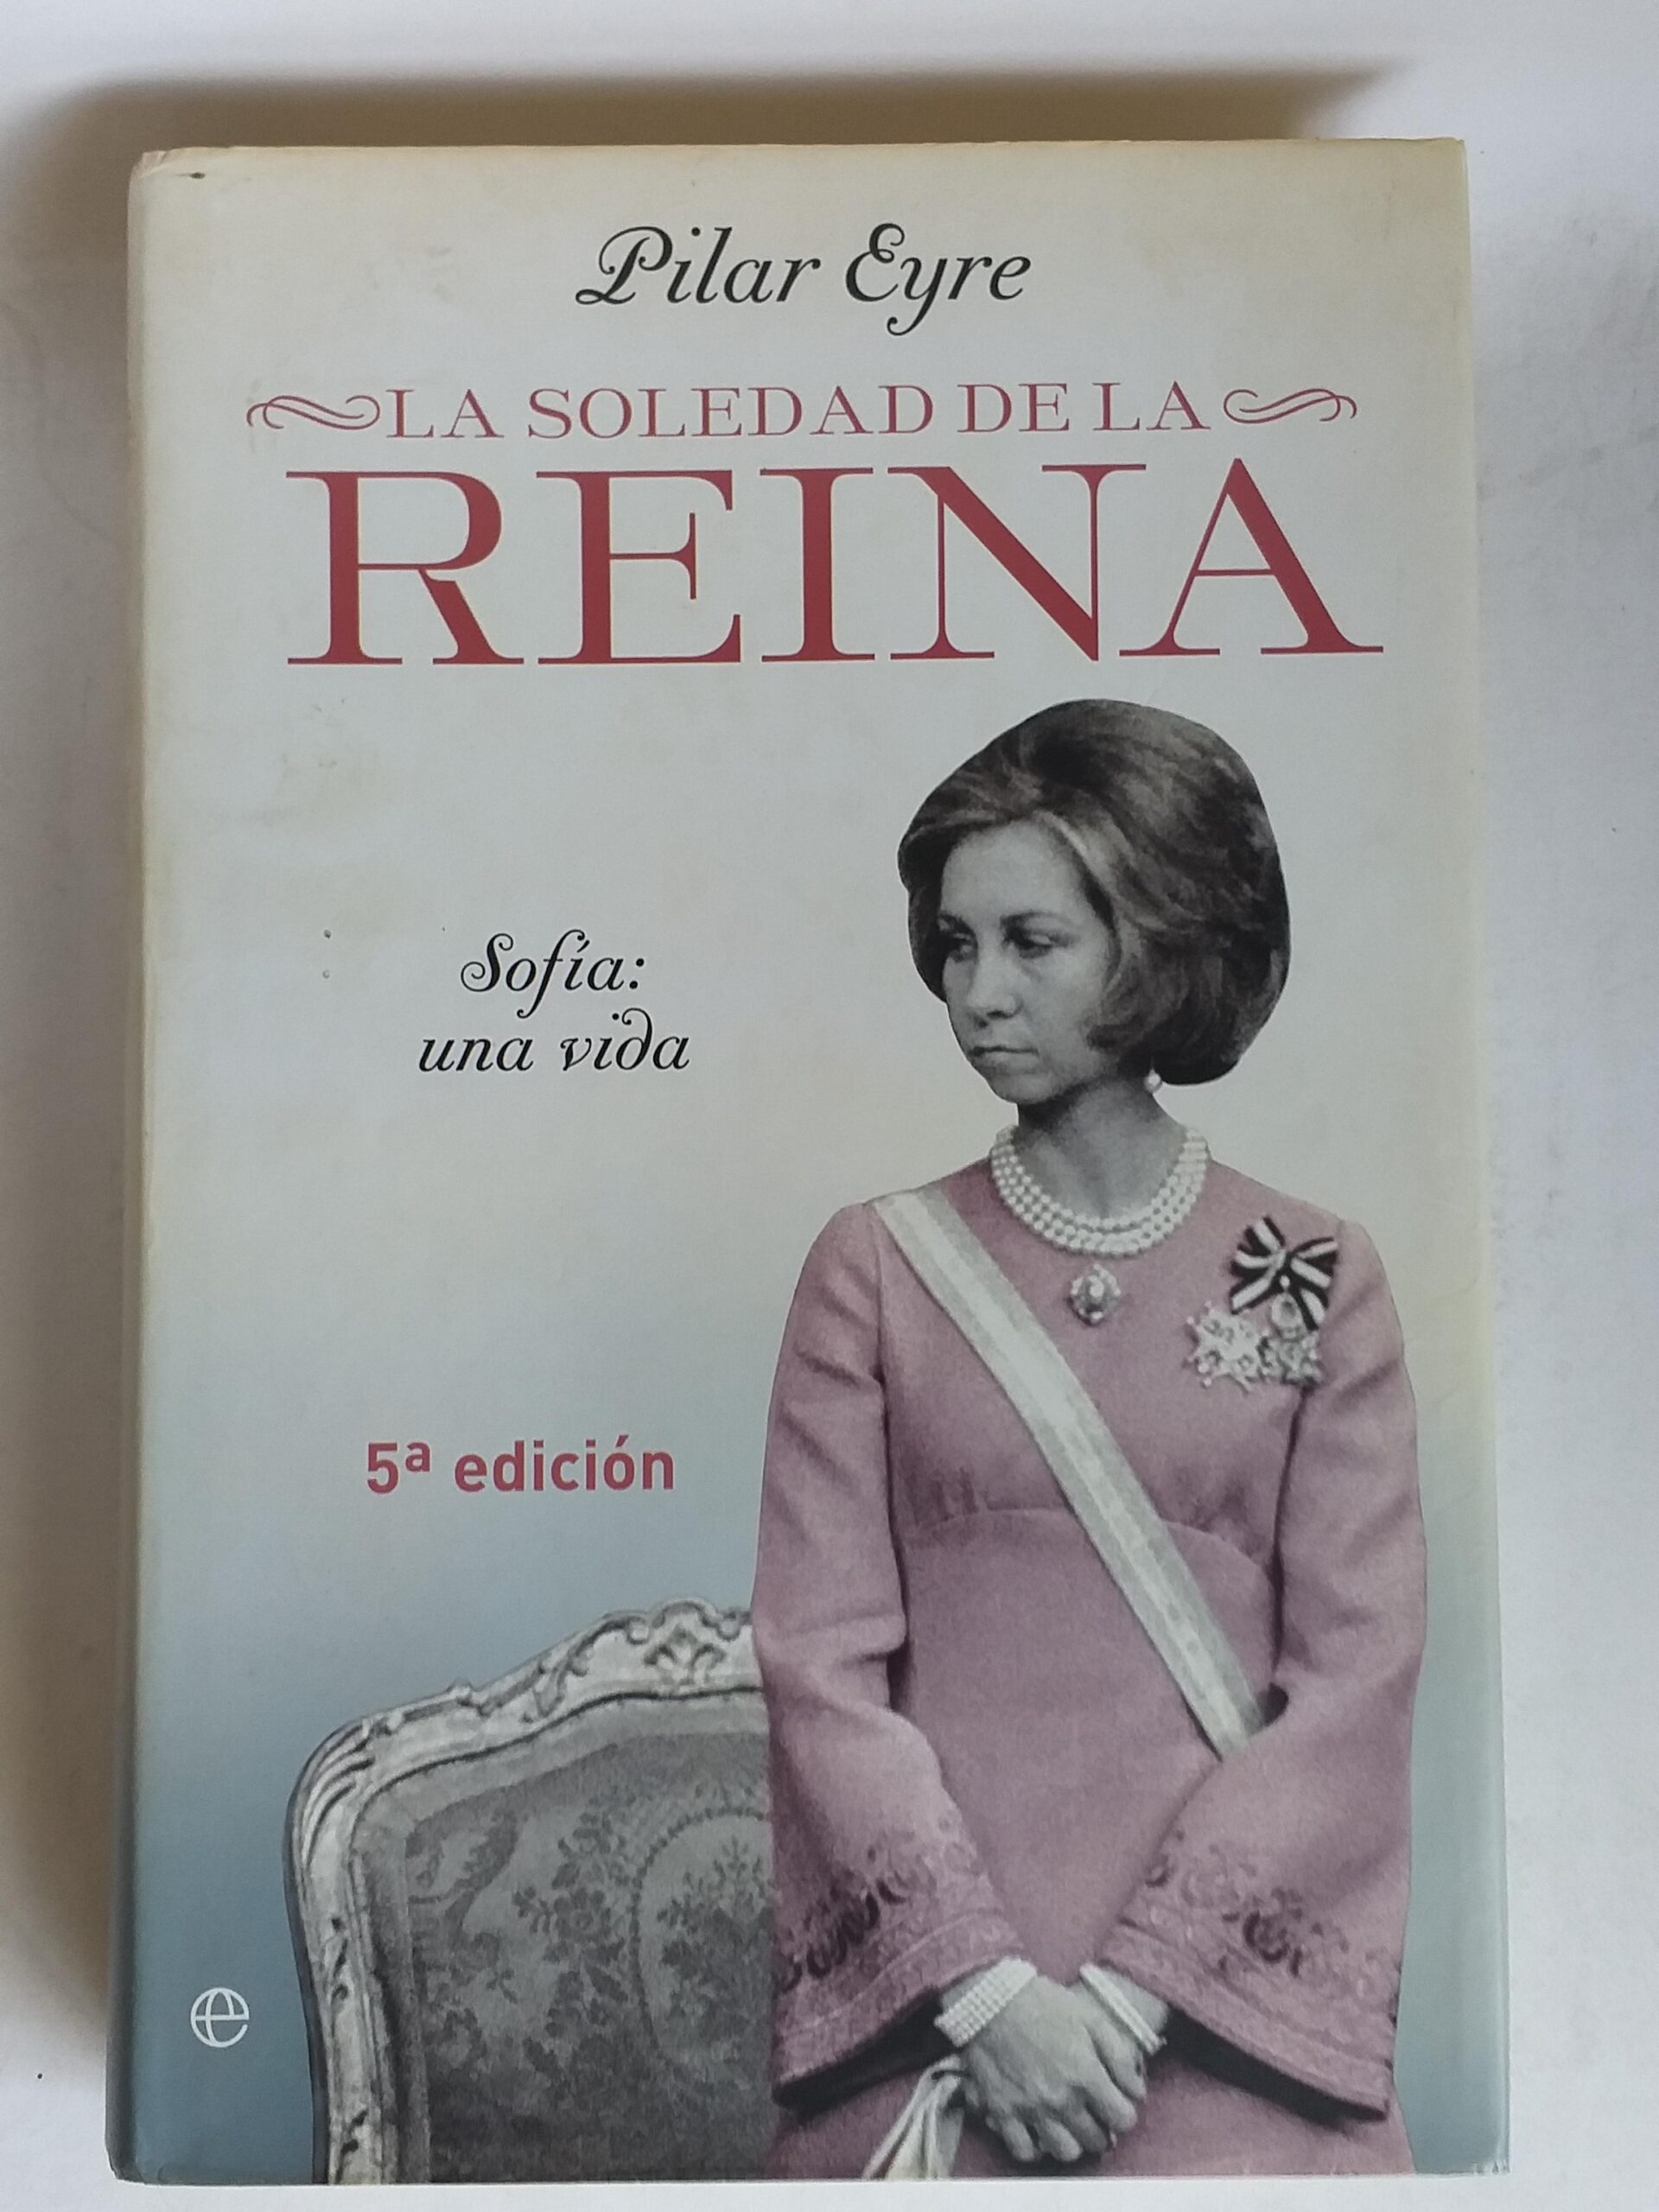 Pilar Eyre
LA SOLEDAD DE LA
REINA
Sofía:
una vida
5ª edición
e